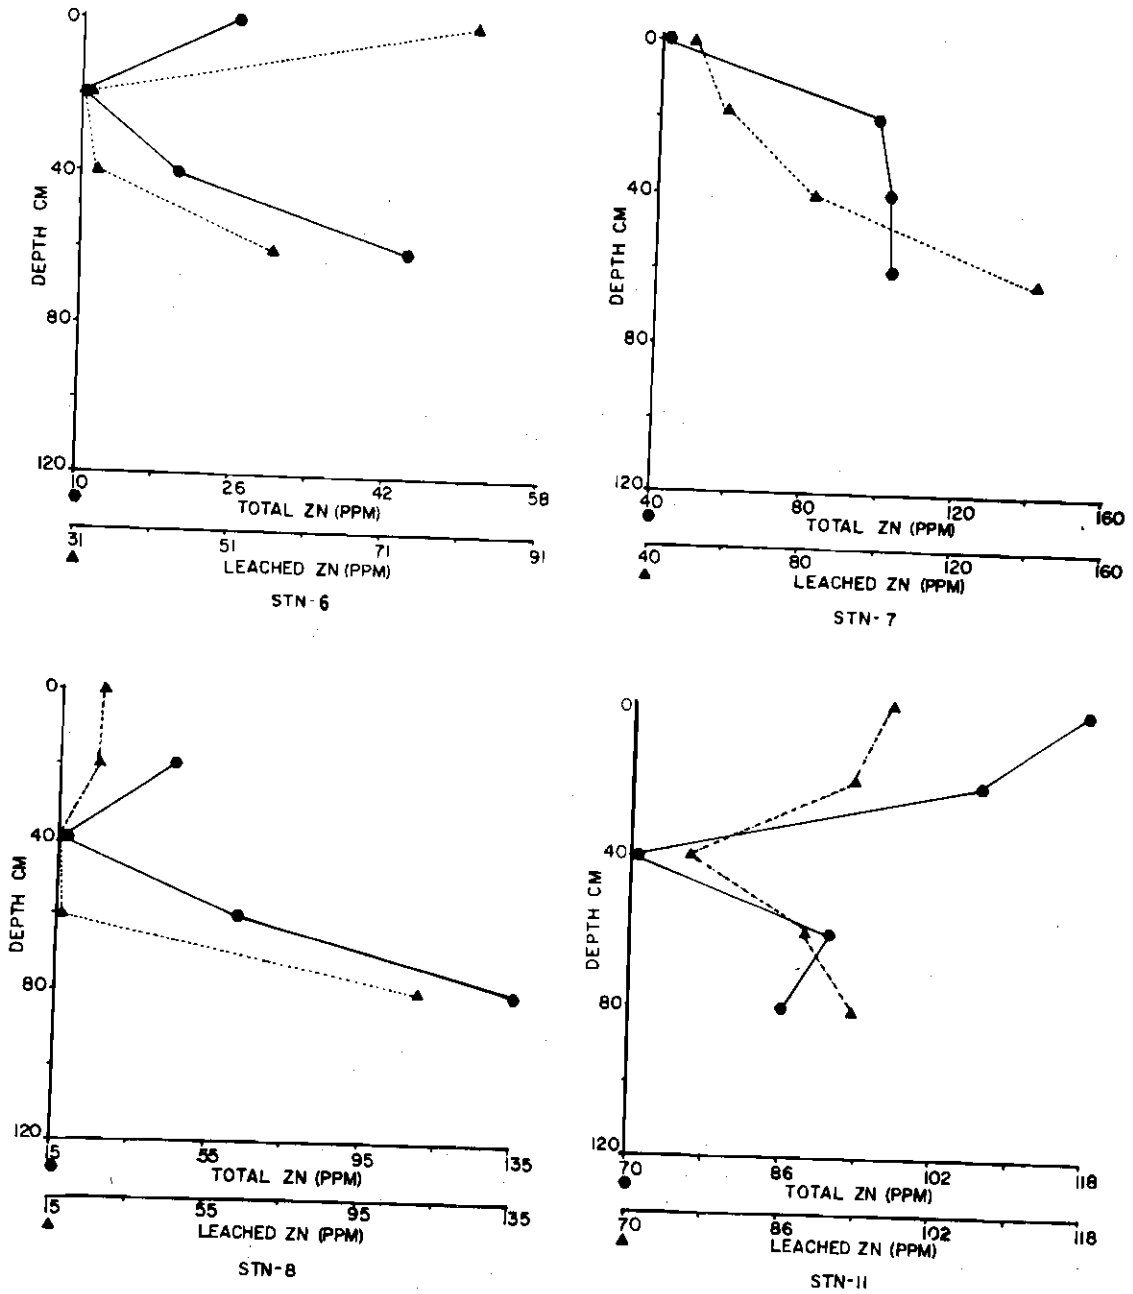 0
40
80
120
DEPTH CM
10 26 42 58
TOTAL ZN (PPM)
31 51 71 91
LEACHED ZN (PPM)
STN-6
0
40
80
120
DEPTH CM
40 80 120 160
TOTAL ZN (PPM)
40 80 120 160
LEACHED ZN (PPM)
STN-7
0
40
80
120
DEPTH CM
15 55 95 135
TOTAL ZN (PPM)
15 55 95 135
LEACHED ZN (PPM)
STN-8
0
40
80
120
DEPTH CM
70 86 102 118
TOTAL ZN (PPM)
70 86 102 118
LEACHED ZN (PPM)
STN-11